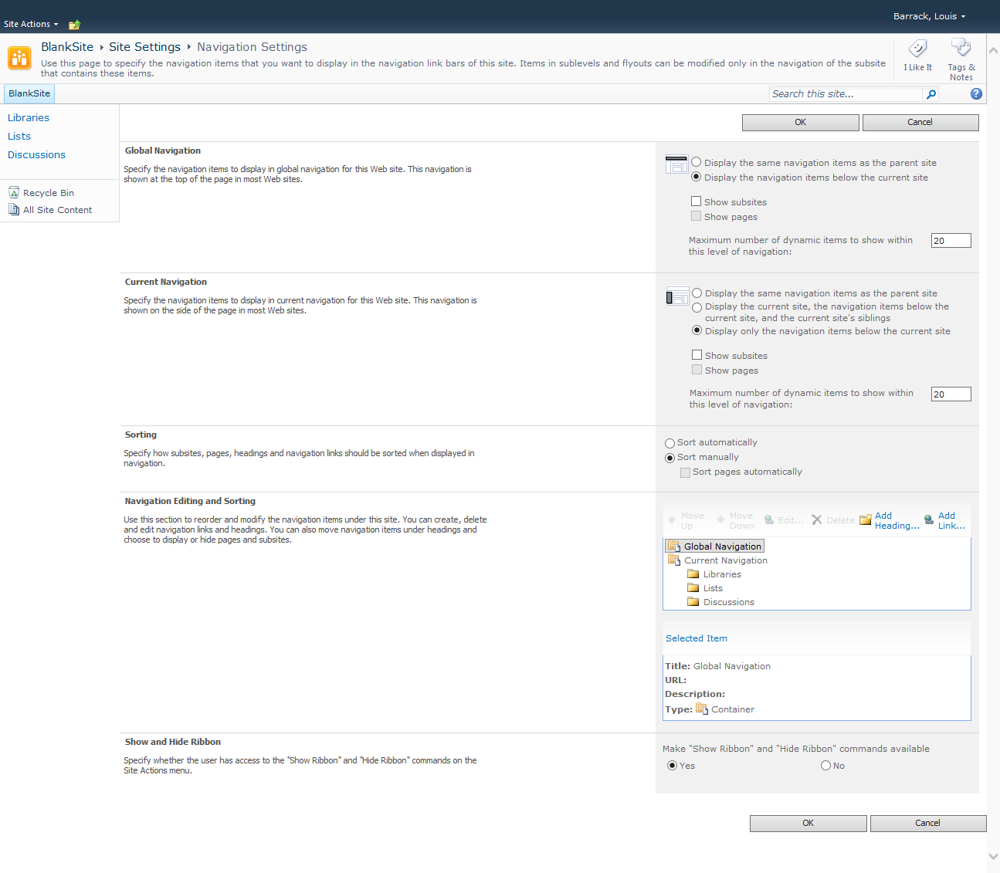 Site Actions
Barrack, Louis
BlankSite Site Settings Navigation Settings
Use this page to specify the navigation items that you want to display in the navigation link bars of this site. Items in sublevels and flyouts can be modified only in the navigation of the subsite
that contains these items.
I Like It
Tags &
Notes
BlankSite
Search this site...
Libraries
Lists
Discussions
Recycle Bin
All Site Content
OK
Cancel
Global Navigation
Specify the navigation items to display in global navigation for this Web site. This navigation is
shown at the top of the page in most Web sites.
Display the same navigation items as the parent site
Display the navigation items below the current site
Show subsites
Show pages
Maximum number of dynamic items to show within
this level of navigation:
20
Current Navigation
Specify the navigation items to display in current navigation for this Web site. This navigation is
shown on the side of the page in most Web sites.
Display the same navigation items as the parent site
Display the current site, the navigation items below the
current site, and the current site's siblings
Display only the navigation items below the current site
Show subsites
Show pages
Maximum number of dynamic items to show within
this level of navigation:
20
Sorting
Specify how subsites, pages, headings and navigation links should be sorted when displayed in
navigation.
Sort automatically
Sort manually
Sort pages automatically
Navigation Editing and Sorting
Use this section to reorder and modify the navigation items under this site. You can create, delete
and edit navigation links and headings. You can also move navigation items under headings and
choose to display or hide pages and subsites.
Move
Up
Move
Down
Edit...
Delete
Add
Heading...
Add
Link...
Global Navigation
Current Navigation
Libraries
Lists
Discussions
Selected Item
Title: Global Navigation
URL:
Description:
Type: Container
Show and Hide Ribbon
Specify whether the user has access to the "Show Ribbon" and "Hide Ribbon" commands on the
Site Actions menu.
Make "Show Ribbon" and "Hide Ribbon" commands available
Yes
No
OK
Cancel